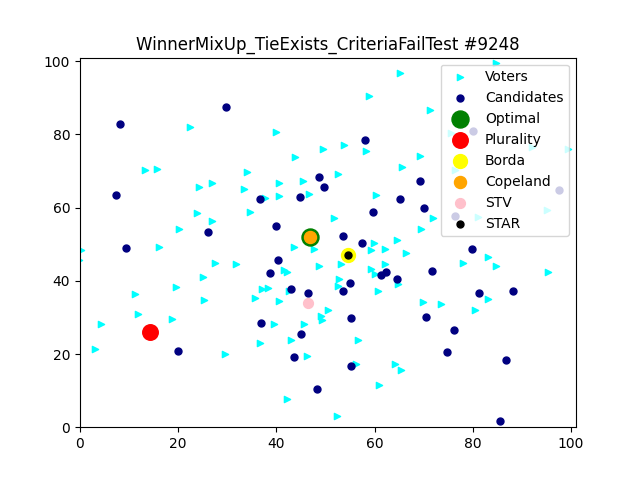 WinnerMixUp_TieExists_CriteriaFailTest #9248
100
80
60
40
20
0
0
20
40
60
80
100
Voters
Candidates
Optimal
Plurality
Borda
Copeland
STV
STAR